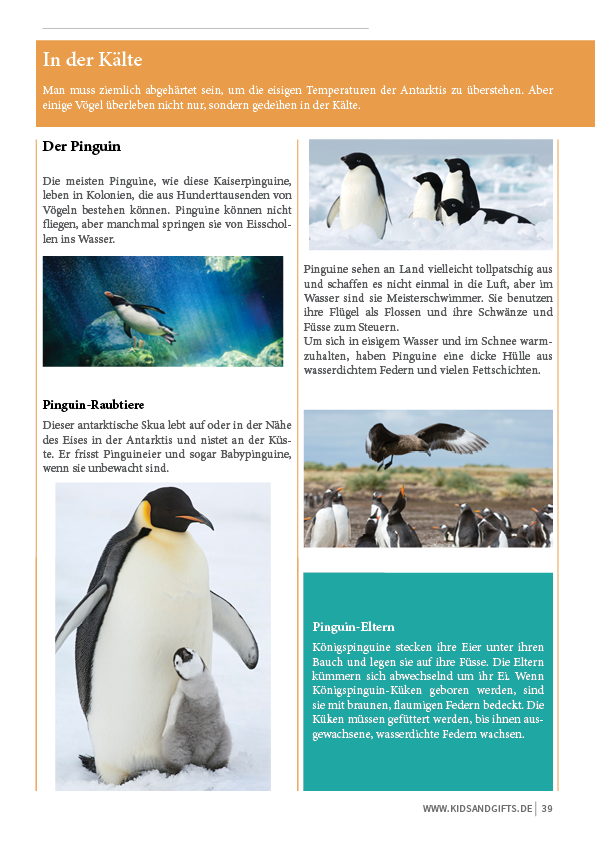 In der Kälte
Man muss ziemlich abgehärtet sein, um die eisigen Temperaturen der Antarktis zu überstehen. Aber
einige Vögel überleben nicht nur, sondern gedeihen in der Kälte.
Der Pinguin
Die meisten Pinguine, wie diese Kaiserpinguine,
leben in Kolonien, die aus Hunderttausenden von
Vögeln bestehen können. Pinguine können nicht
fliegen, aber manchmal springen sie von Eisschol-
len ins Wasser.
Pinguin-Raubtiere
Dieser antarktische Skua lebt auf oder in der Nähe
des Eises in der Antarktis und nistet an der Küs-
te. Er frisst Pinguineier und sogar Babypinguine,
wenn sie unbewacht sind.
Pinguine sehen an Land vielleicht tollpatschig aus
und schaffen es nicht einmal in die Luft, aber im
Wasser sind sie Meisterschwimmer. Sie benutzen
ihre Flügel als Flossen und ihre Schwänze und
Füsse zum Steuern.
Um sich in eisigem Wasser und im Schnee warm-
zuhalten, haben Pinguine eine dicke Hülle aus
wasserdichtem Federn und vielen Fettschichten.
Pinguin-Eltern
Königspinguine stecken ihre Eier unter ihren
Bauch und legen sie auf ihre Füsse. Die Eltern
kümmern sich abwechselnd um ihr Ei. Wenn
Königspinguin-Küken geboren werden, sind
sie mit braunen, flaumigen Federn bedeckt. Die
Küken müssen gefüttert werden, bis ihnen aus-
gewachsene, wasserdichte Federn wachsen.
WWW.KIDSANDGIFTS.DE | 39